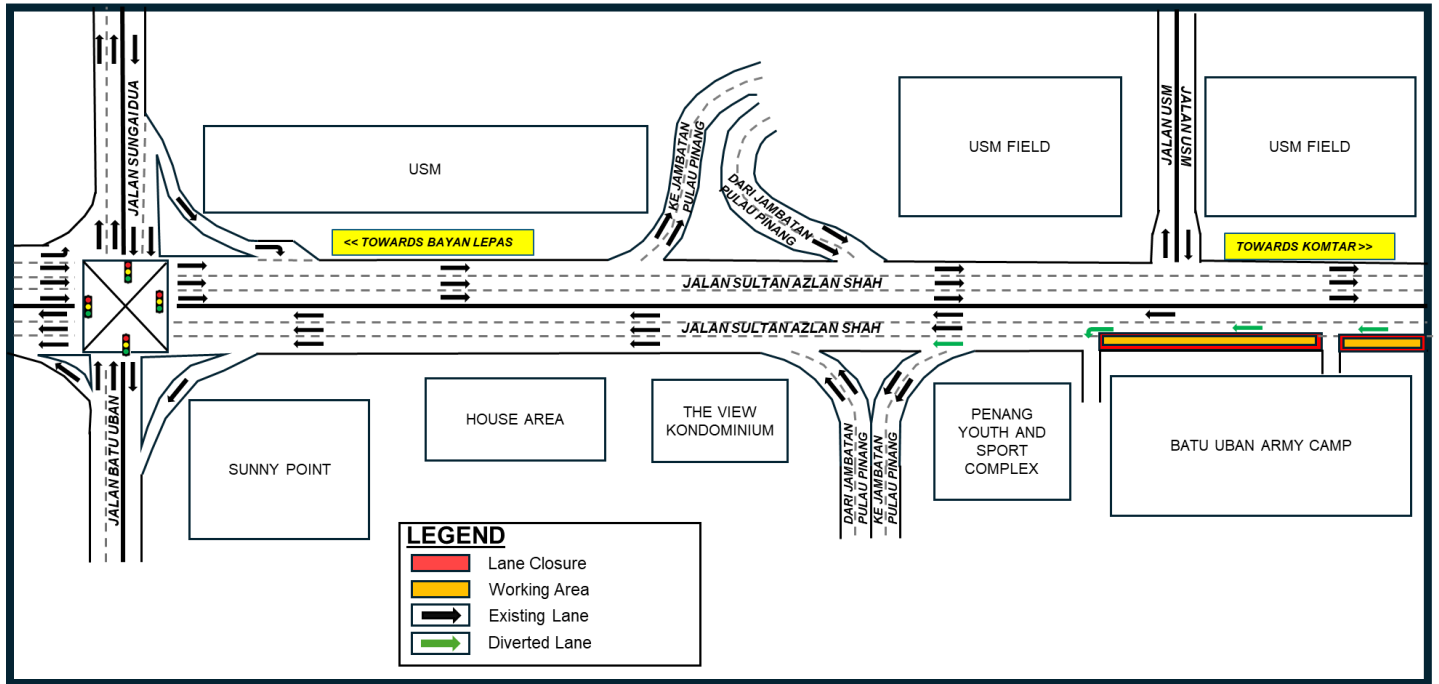 JALAN SUNGAI DUA
USM
KE JAMBATAN
PULAU PINANG
DARI JAMBATAN
PULAU PINANG
USM FIELD
JALAN USM
JALAN USM
USM FIELD
<< TOWARDS BAYAN LEPAS
TOWARDS KOMTAR >>
JALAN SULTAN AZLAN SHAH
JALAN SULTAN AZLAN SHAH
JALAN BATU UBAN
SUNNY POINT
HOUSE AREA
THE VIEW
KONDOMINIUM
DARI JAMBATAN
PULAU PINANG
KE JAMBATAN
PULAU PINANG
PENANG
YOUTH AND
SPORT
COMPLEX
BATU UBAN ARMY CAMP
LEGEND
Lane Closure
Working Area
Existing Lane
Diverted Lane